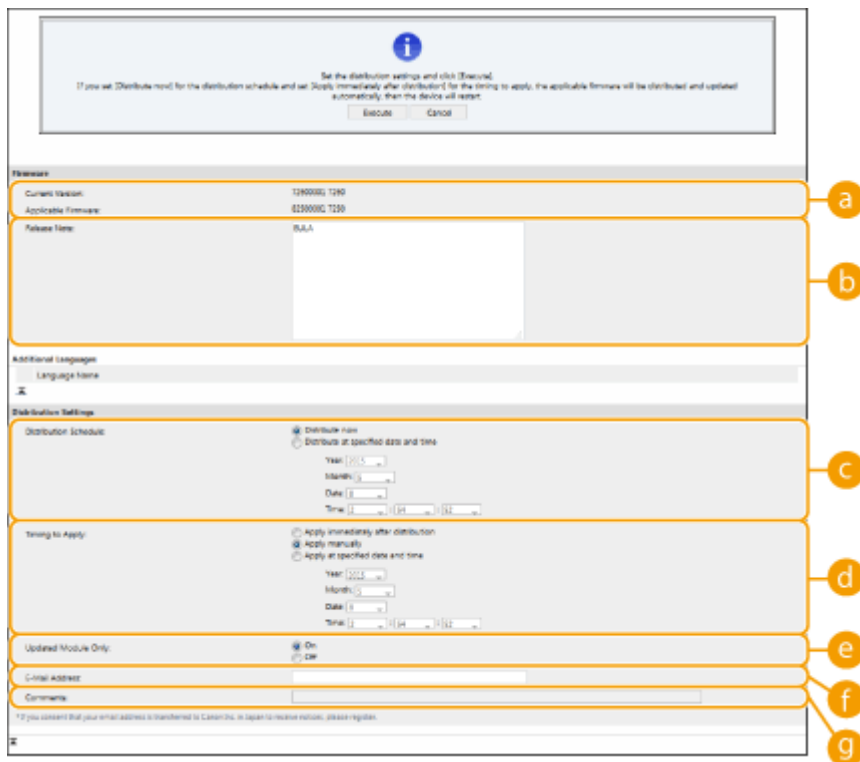 Set the distribution settings and click [Execute].
If you set [Distribute now] for the distribution schedule and set [Apply immediately after distribution] for the timing to apply, the applicable firmware will be distributed and updated
automatically, then the device will restart.
Execute Cancel
Firmware
Current Version:
a
Applicable Firmware:
Release Note:
b
Additional Languages
Language Name
Distribution Settings
Distribution Schedule: Distribute now
Distribute at specified date and time
Year: 2015
Month:
Date:
Time:
c
Timing to Apply: Apply immediately after distribution
Apply manually
Apply at specified date and time
Year: 2015
Month:
Date:
Time:
d
Updated Module Only: On
Off
e
E-Mail Address:
f
Comments:
g
* If you consent that your email address is transferred to Canon Inc. in Japan to receive notices, please register.